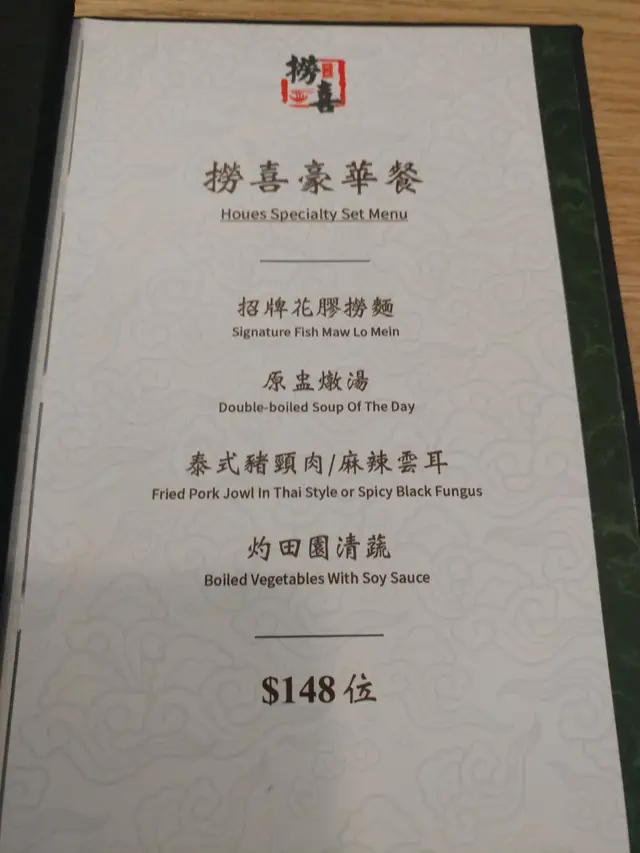 撈喜
撈喜豪華餐
Houes Specialty Set Menu
招牌花膠撈麵
Signature Fish Maw Lo Mein
原盅燉湯
Double-boiled Soup Of The Day
泰式豬頸肉/麻辣雲耳
Fried Pork Jowl In Thai Style or Spicy Black Fungus
灼田園清蔬
Boiled Vegetables With Soy Sauce
$148位